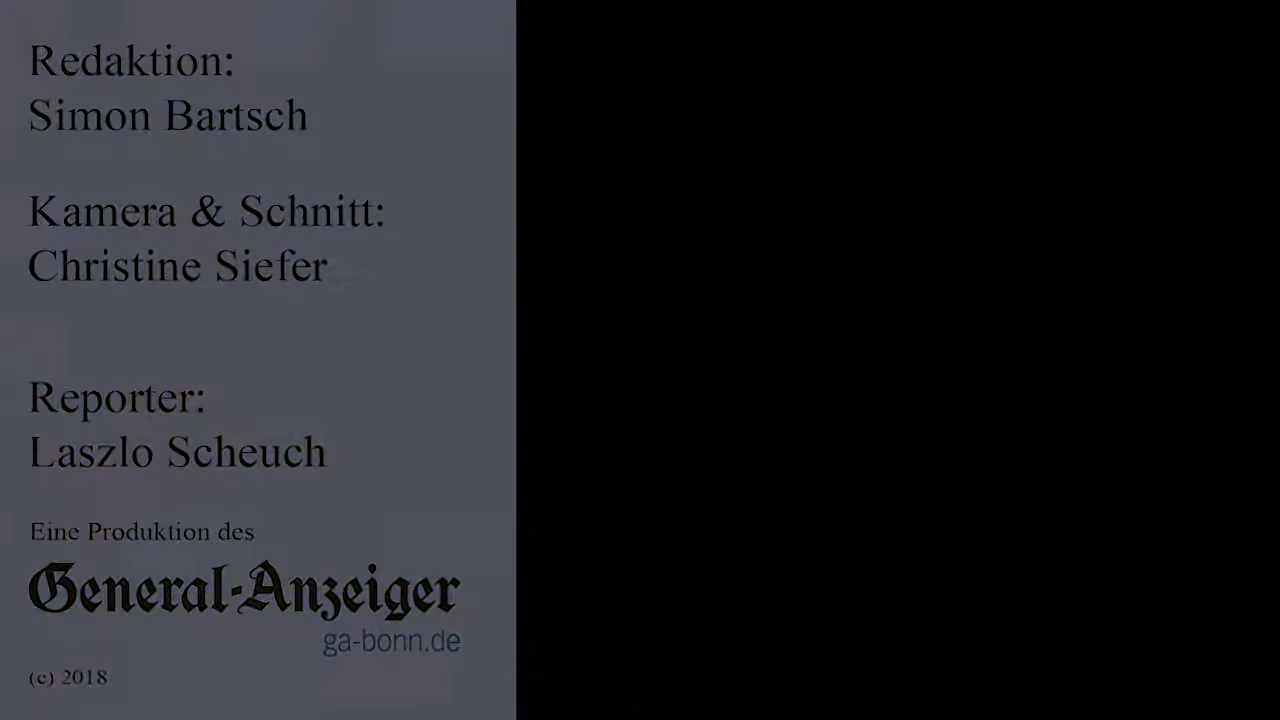 Redaktion:
Simon Bartsch
Kamera & Schnitt:
Christine Siefer
Reporter:
Laszlo Scheuch
Eine Produktion des
General-Anzeiger
ga-bonn.de
(c) 2018